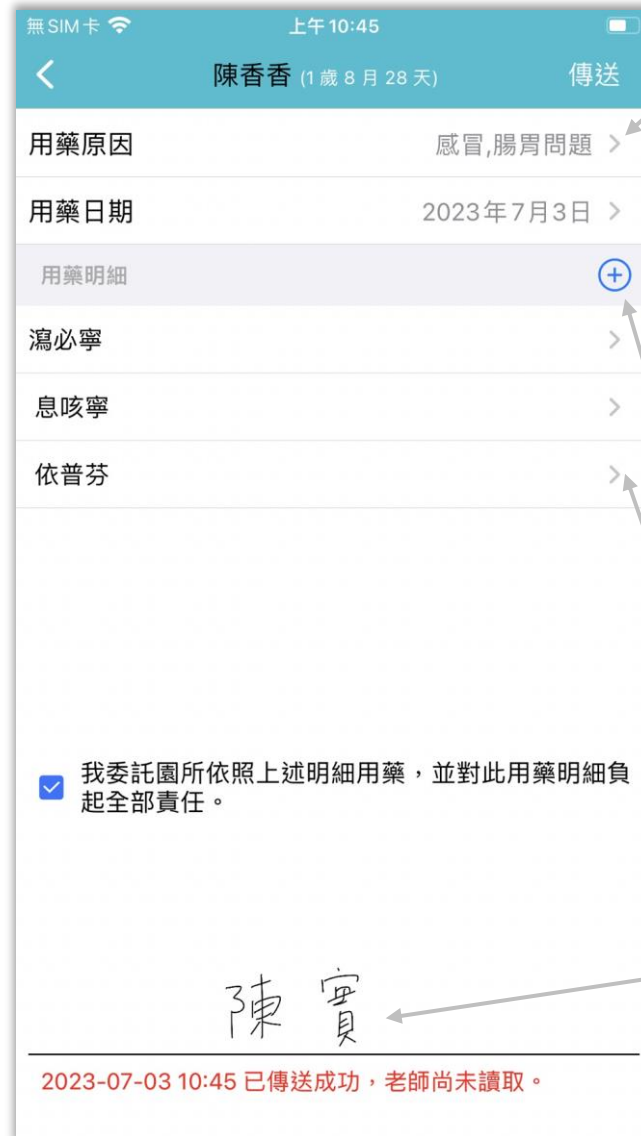 無SIM卡 上午10:45
陳香香 (1 歲 8 月 28 天) 傳送
用藥原因 感冒,腸胃問題
用藥日期 2023年7月3日
用藥明細
瀉必寧
息咳寧
依普芬
我委託園所依照上述明細用藥，並對此用藥明細負
起全部責任。
陳 實
2023-07-03 10:45 已傳送成功，老師尚未讀取。